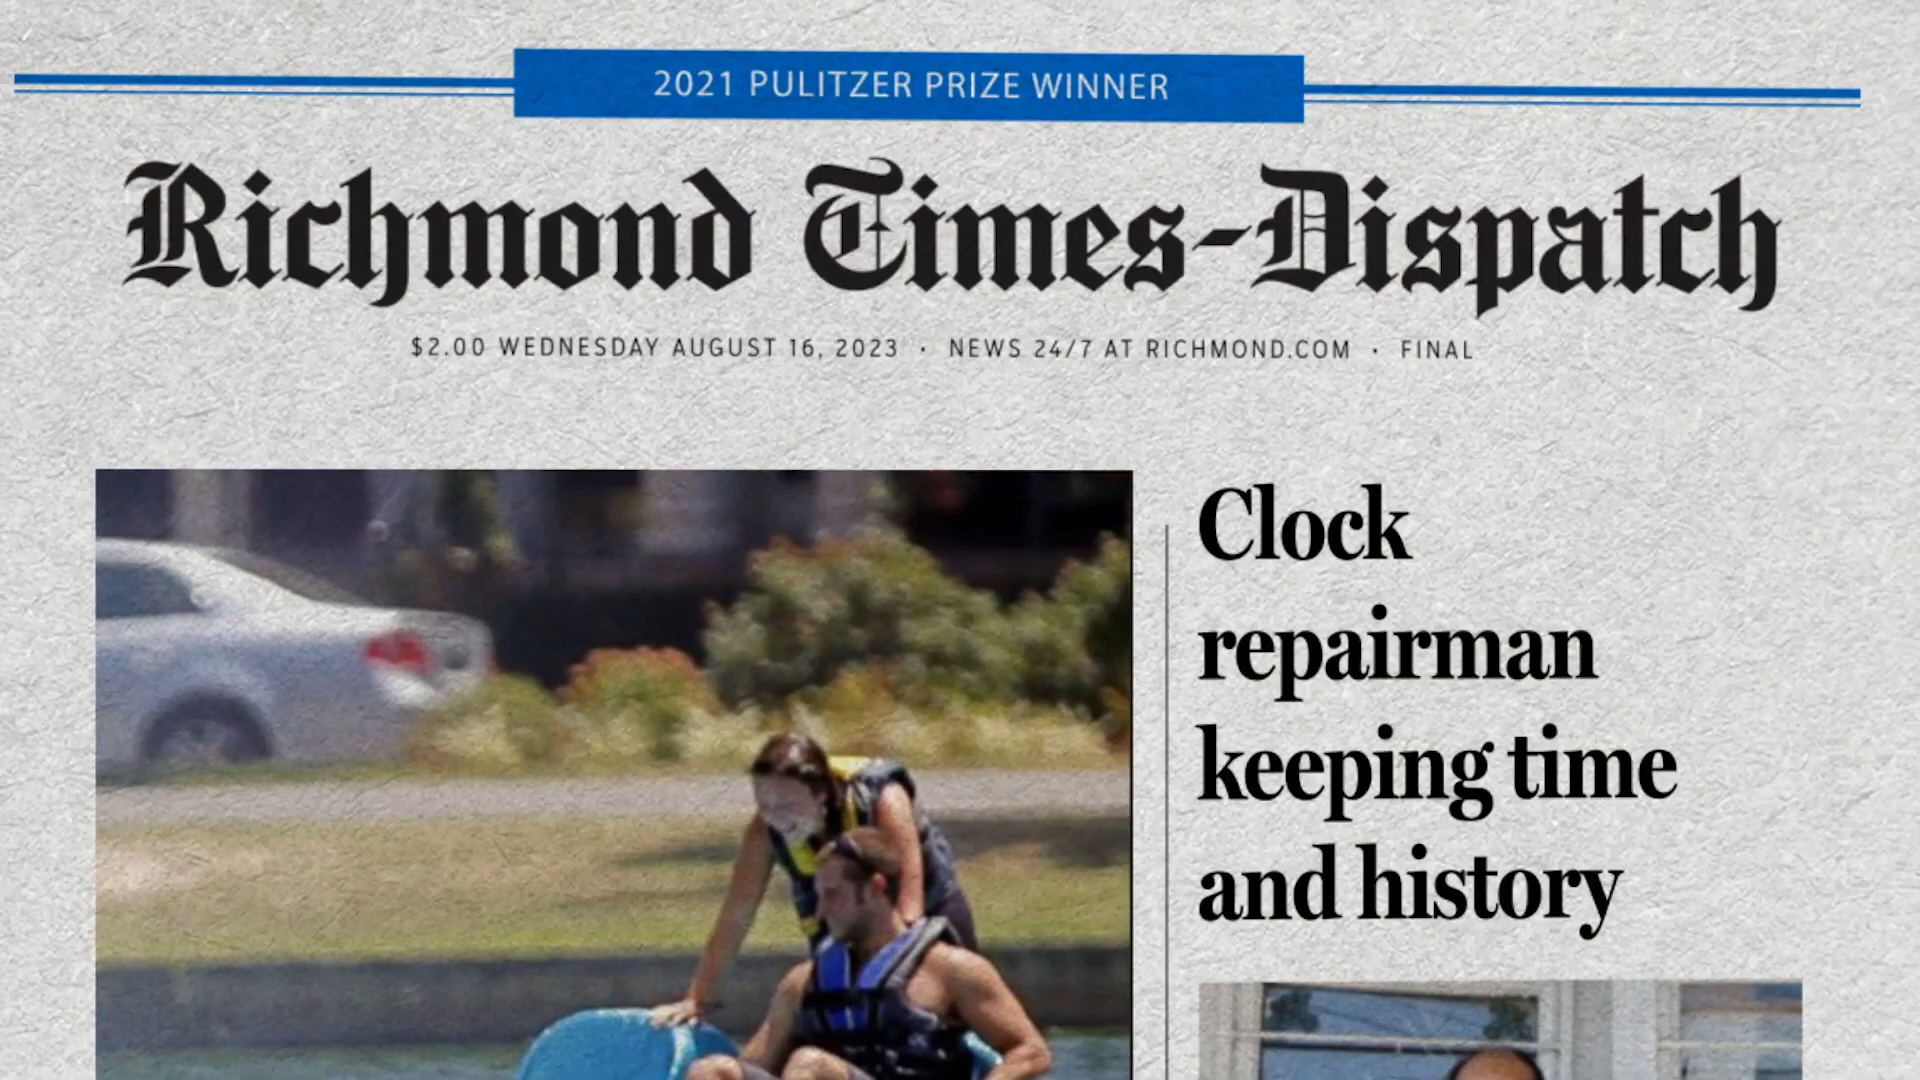 2021 PULITZER PRIZE WINNER
Richmond Times-Dispatch
$2.00 WEDNESDAY AUGUST 16, 2023 · NEWS 24/7 AT RICHMOND.COM · FINAL
Clock
repairman
keeping time
and history